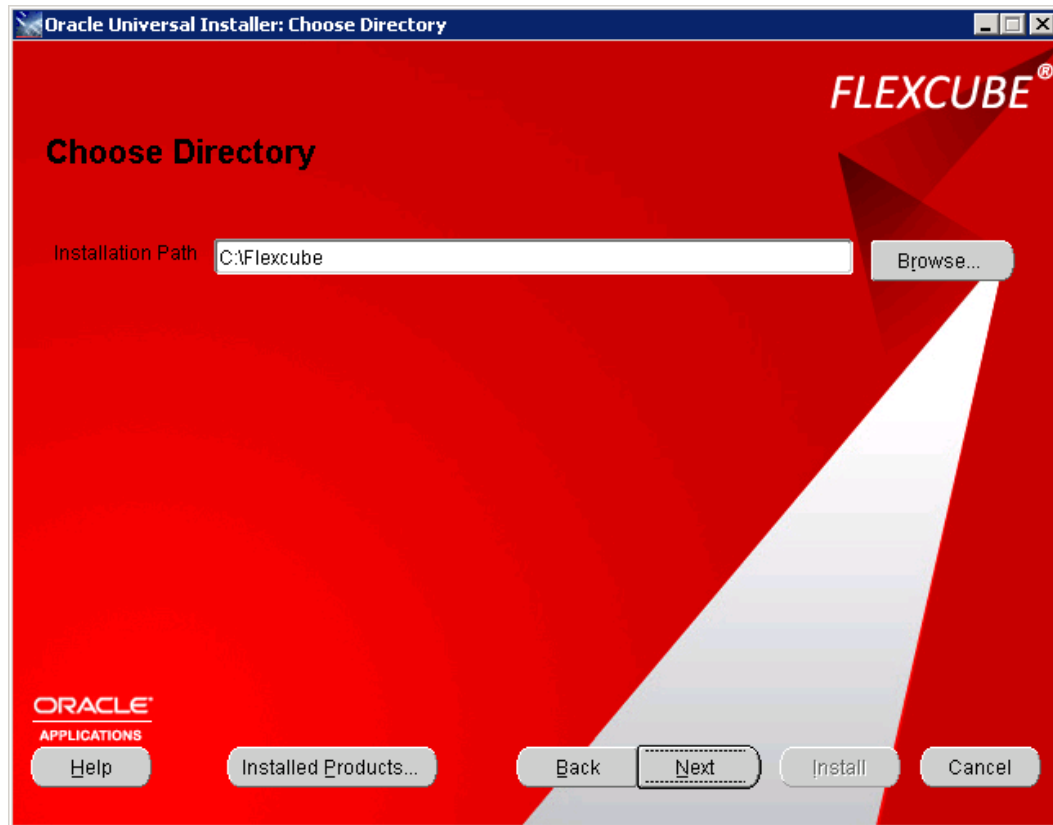 Oracle Universal Installer: Choose Directory
FLEXCUBE®
Choose Directory
Installation Path C:\Flexcube Browse...
ORACLE®
APPLICATIONS
Help Installed Products... Back Next Install Cancel